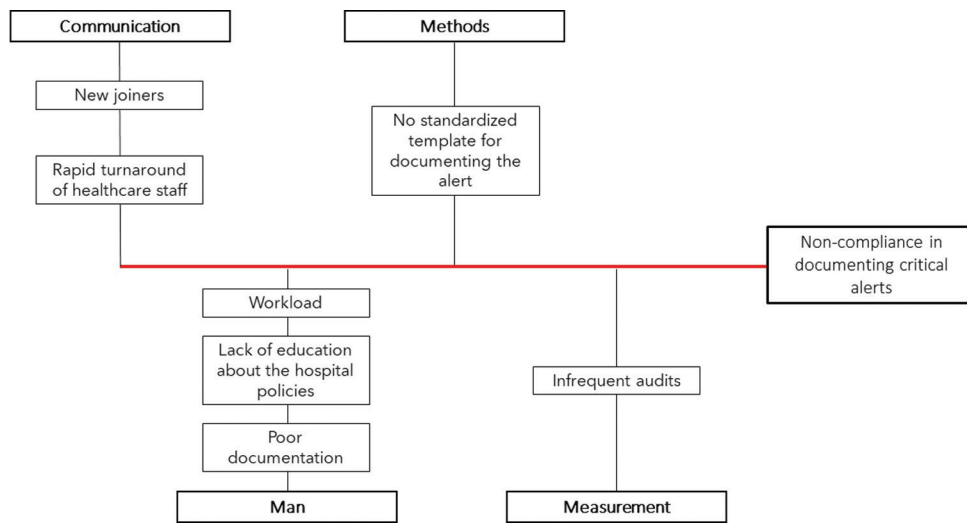 Communication
Methods
New joiners
No standardized
template for
documenting the
alert
Rapid turnaround
of healthcare staff
Non-compliance in
documenting critical
alerts
Workload
Lack of education
about the hospital
policies
Infrequent audits
Poor
documentation
Man
Measurement